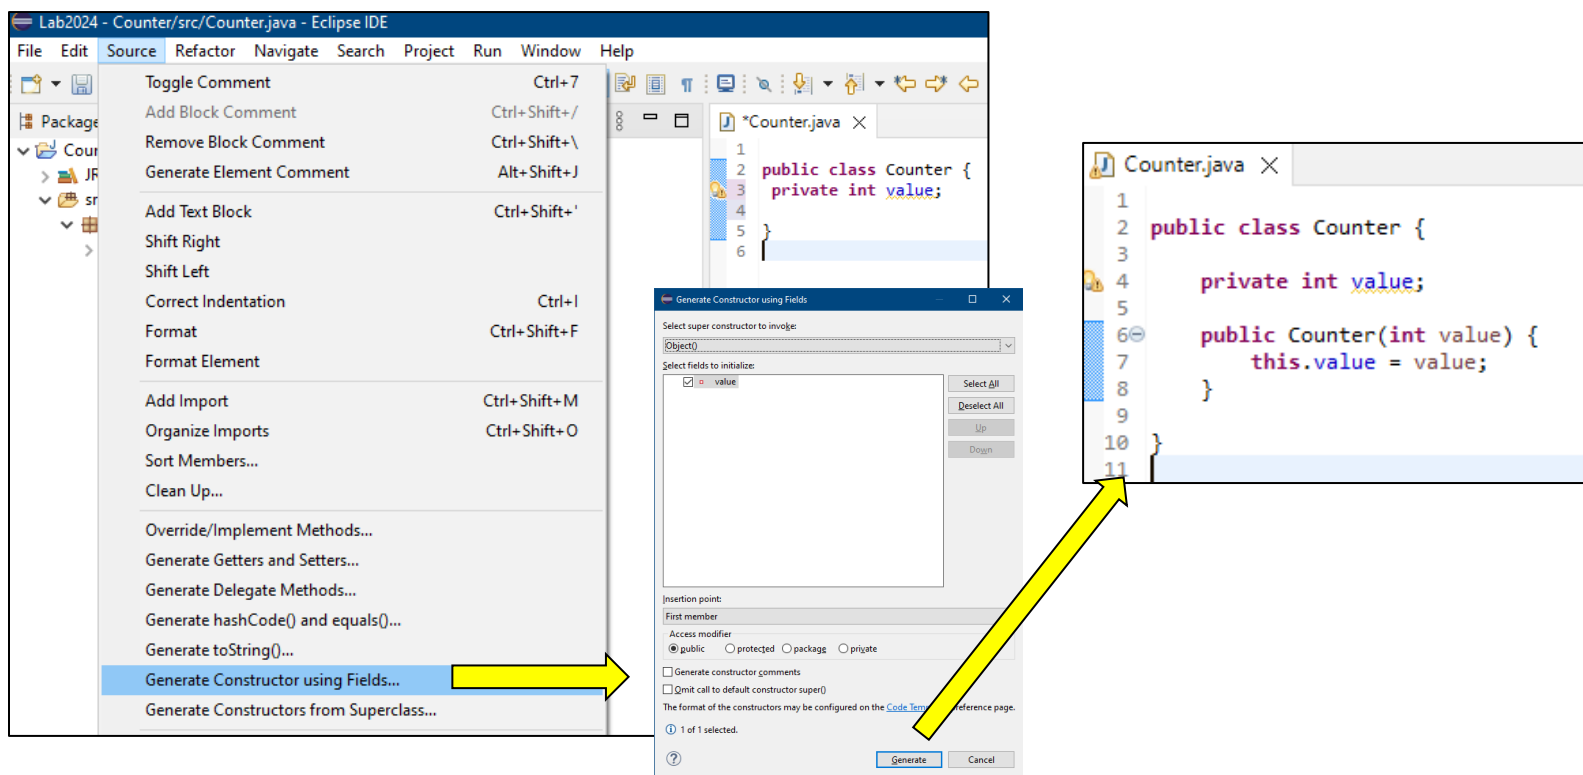 Lab2024 - Counter/src/Counter.java - Eclipse IDE
File Edit Source Refactor Navigate Search Project Run Window Help
Package
Cour
JR
sr
Toggle Comment Ctrl+7
Add Block Comment Ctrl+Shift+/
Remove Block Comment Ctrl+Shift+\
Generate Element Comment Alt+Shift+J
Add Text Block Ctrl+Shift+'
Shift Right
Shift Left
Correct Indentation Ctrl+I
Format Ctrl+Shift+F
Format Element
Add Import Ctrl+Shift+M
Organize Imports Ctrl+Shift+O
Sort Members...
Clean Up...
Override/Implement Methods...
Generate Getters and Setters...
Generate Delegate Methods...
Generate hashCode() and equals()...
Generate toString()...
Generate Constructor using Fields...
Generate Constructors from Superclass...
*Counter.java
1
2 public class Counter {
3 private int value;
4
5 }
6
Generate Constructor using Fields
Select super constructor to invoke:
Object()
Select fields to initialize:
value
Select All
Deselect All
Up
Down
Insertion point:
First member
Access modifier
public protected package private
Generate constructor comments
Omit call to default constructor super()
The format of the constructors may be configured on the Code Tem reference page.
1 of 1 selected.
Generate Cancel
Counter.java
1
2 public class Counter {
3
4 private int value;
5
6 public Counter(int value) {
7 this.value = value;
8 }
9
10 }
11